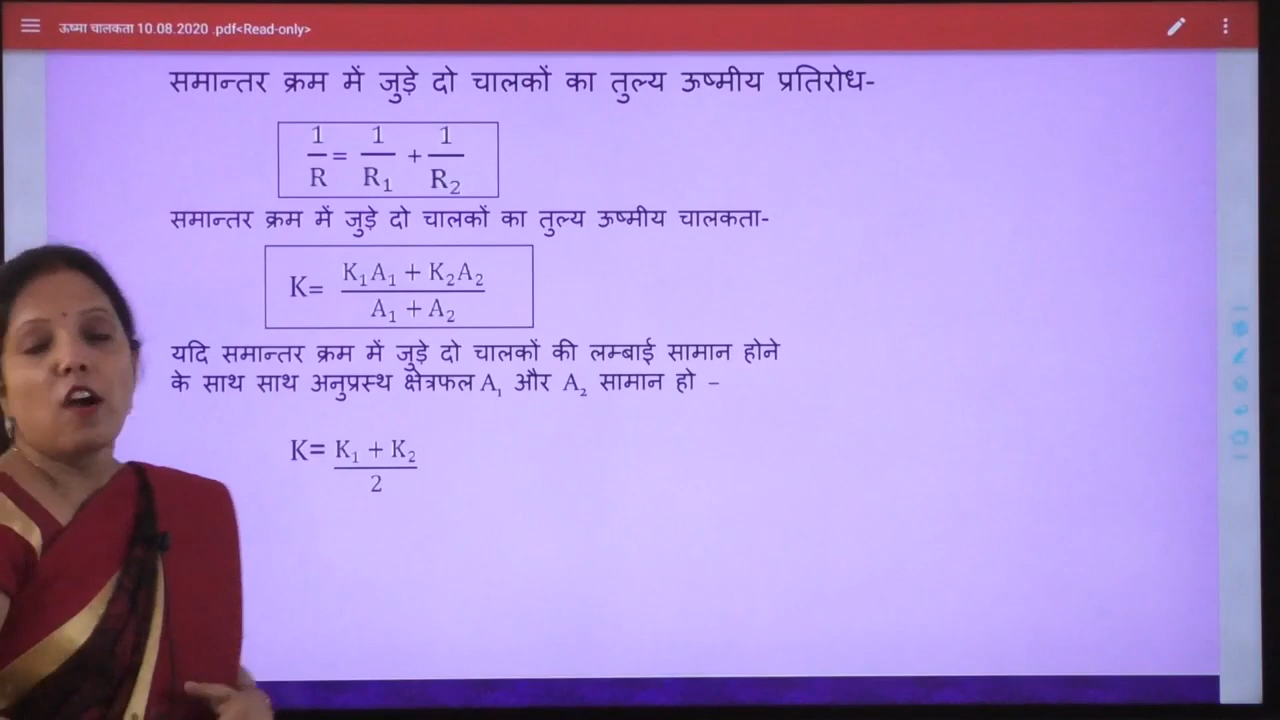 ऊष्मा चालकता 10.08.2020 .pdf<Read-only>
समान्तर क्रम में जुड़े दो चालकों का तुल्य ऊष्मीय प्रतिरोध-
1/R= 1/R₁ + 1/R₂
समान्तर क्रम में जुड़े दो चालकों का तुल्य ऊष्मीय चालकता-
K= (K₁A₁ + K₂A₂)/(A₁ + A₂)
यदि समान्तर क्रम में जुड़े दो चालकों की लम्बाई सामान होने
के साथ साथ अनुप्रस्थ क्षेत्रफल A₁ और A₂ सामान हो –
K= (K₁ + K₂)/2